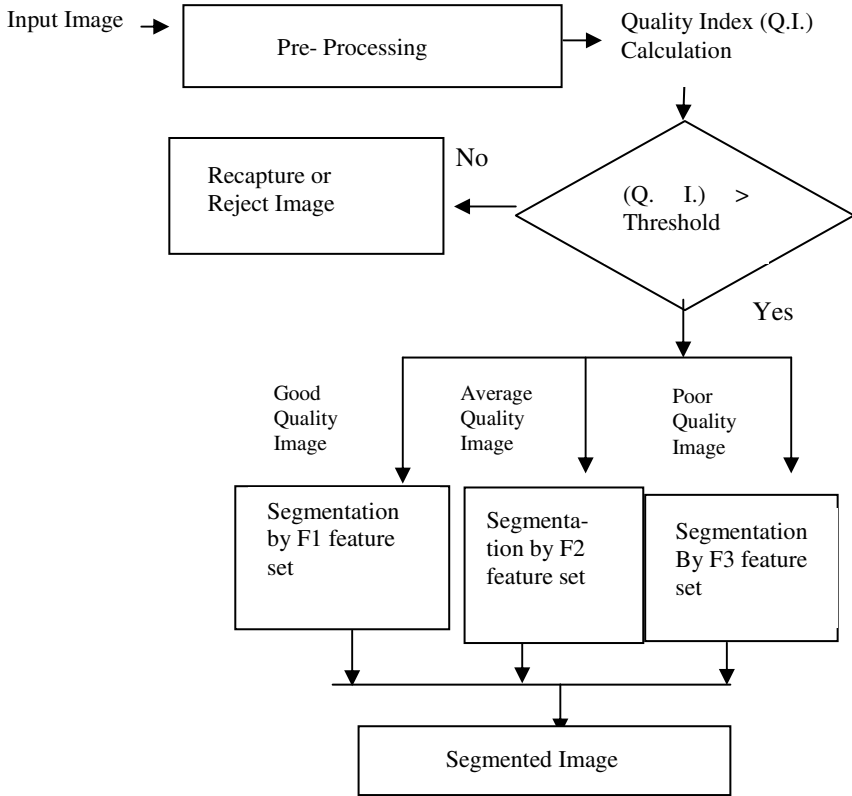 Input Image
Pre- Processing
Quality Index (Q.I.)
Calculation
Recapture or
Reject Image
No
(Q. I.) >
Threshold
Yes
Good
Quality
Image
Average
Quality
Image
Poor
Quality
Image
Segmentation
by F1 feature
set
Segmenta-
tion by F2
feature set
Segmentation
By F3 feature
set
Segmented Image